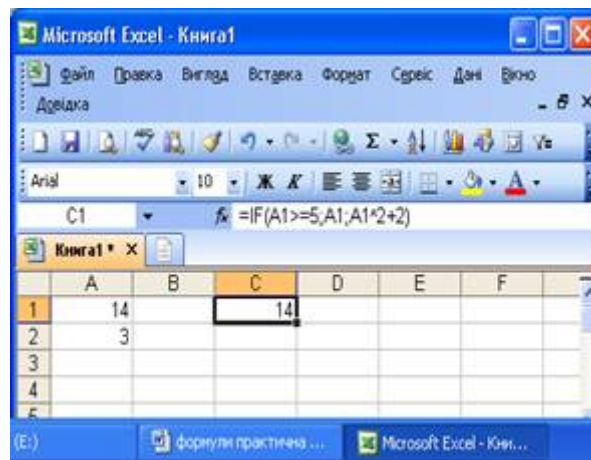 Microsoft Excel - Книга1
Файл Правка Вигляд Вставка Формат Сервіс Дані Вікно
Довідка
Arial 10 Ж К A
C1 fx =IF(A1>=5;A1;A1^2+2)
Книга1 *
A B C D E F
1 14 14
2 3
3
4
5
(E:) формули практична ... Microsoft Excel - Кни...